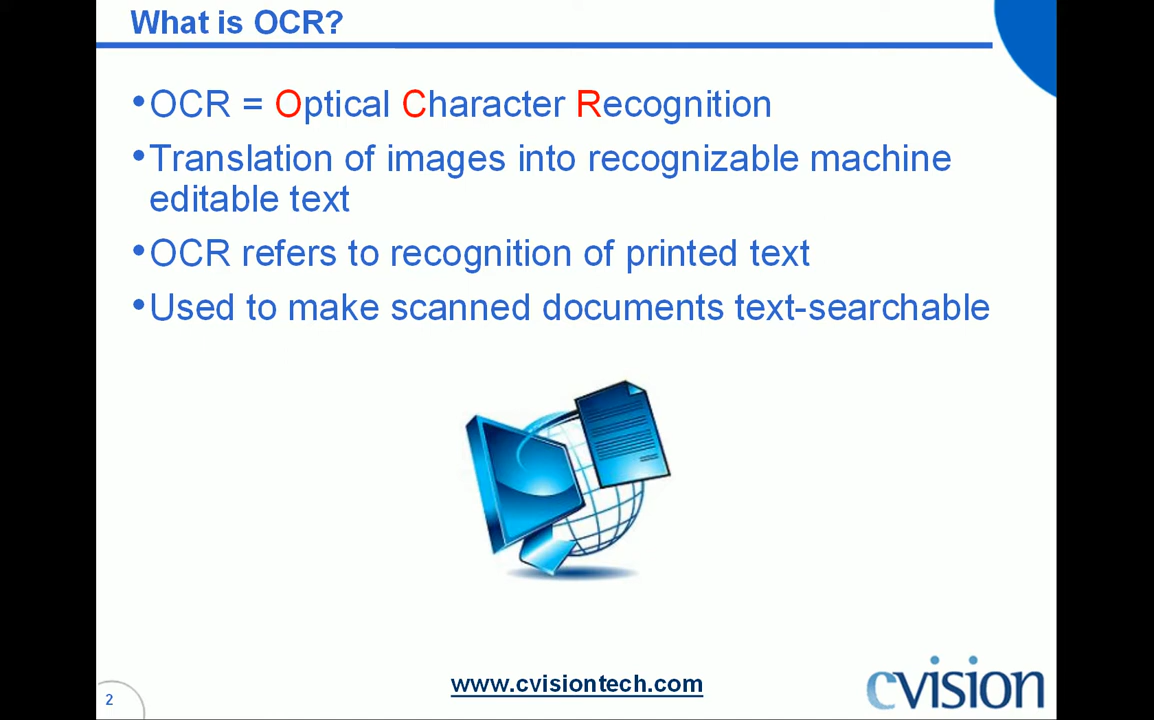 What is OCR?
•OCR = Optical Character Recognition
•Translation of images into recognizable machine
editable text
•OCR refers to recognition of printed text
•Used to make scanned documents text-searchable
www.cvisiontech.com
cvision
2